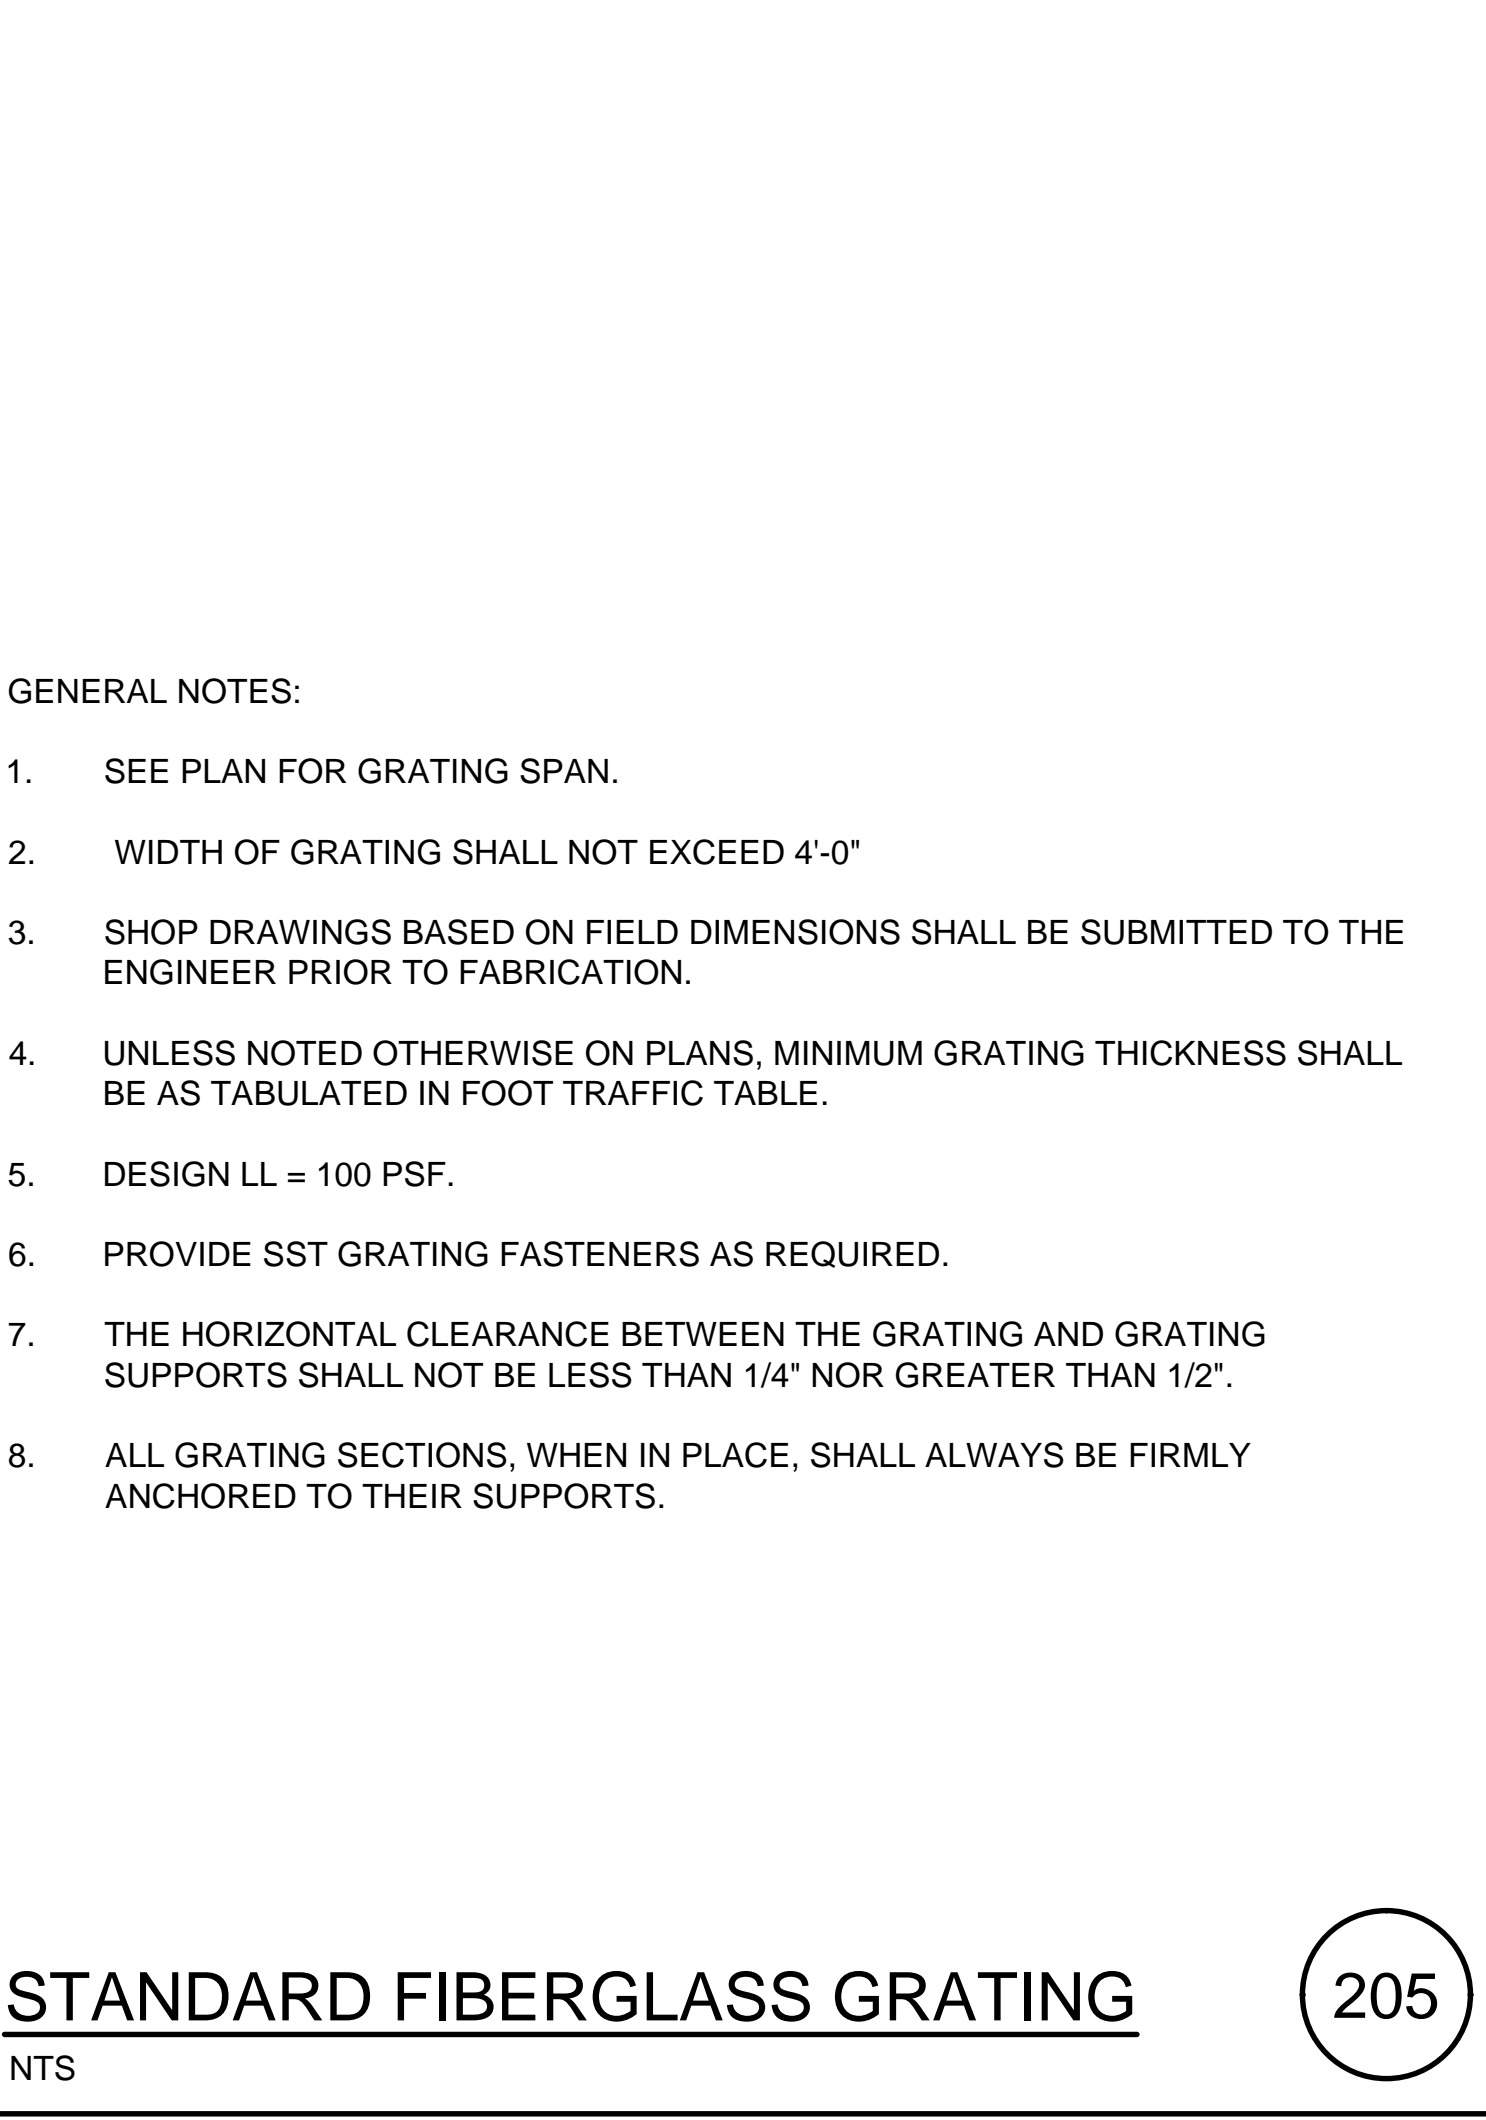 GENERAL NOTES:
1. SEE PLAN FOR GRATING SPAN.
2. WIDTH OF GRATING SHALL NOT EXCEED 4'-0"
3. SHOP DRAWINGS BASED ON FIELD DIMENSIONS SHALL BE SUBMITTED TO THE
ENGINEER PRIOR TO FABRICATION.
4. UNLESS NOTED OTHERWISE ON PLANS, MINIMUM GRATING THICKNESS SHALL
BE AS TABULATED IN FOOT TRAFFIC TABLE.
5. DESIGN LL = 100 PSF.
6. PROVIDE SST GRATING FASTENERS AS REQUIRED.
7. THE HORIZONTAL CLEARANCE BETWEEN THE GRATING AND GRATING
SUPPORTS SHALL NOT BE LESS THAN 1/4" NOR GREATER THAN 1/2".
8. ALL GRATING SECTIONS, WHEN IN PLACE, SHALL ALWAYS BE FIRMLY
ANCHORED TO THEIR SUPPORTS.
STANDARD FIBERGLASS GRATING
205
NTS